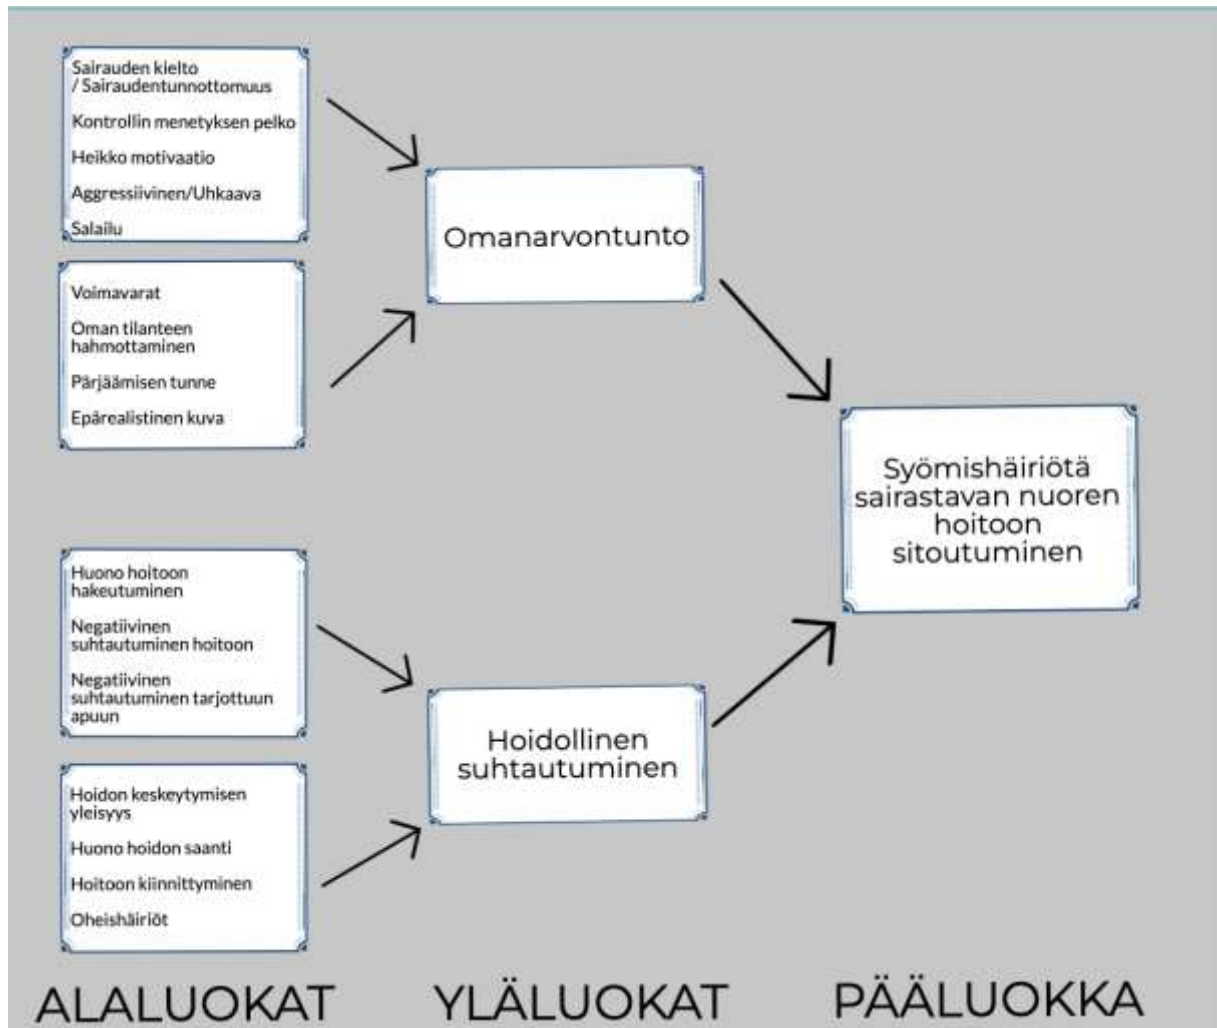 Sairauden kielto
/ Sairaudentunnottomuus
Kontrollin menetyksen pelko
Heikko motivaatio
Aggressiivinen/Uhkaava
Salailu
Voimavarat
Oman tilanteen
hahmottaminen
Pärjäämisen tunne
Epärealistinen kuva
Huono hoitoon
hakeutuminen
Negatiivinen
suhtautuminen hoitoon
Negatiivinen
suhtautuminen tarjottuun
apuun
Hoidon keskeytymisen
yleisyys
Huono hoidon saanti
Hoitoon kiinnittyminen
Oheishäiriöt
Omanarvontunto
Hoidollinen
suhtautuminen
Syömishäiriötä
sairastavan nuoren
hoitoon
sitoutuminen
ALALUOKAT
YLÄLUOKAT
PÄÄLUOKKA